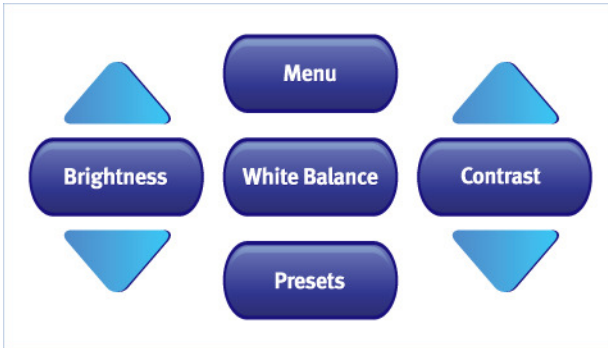 Menu
Brightness
White Balance
Contrast
Presets